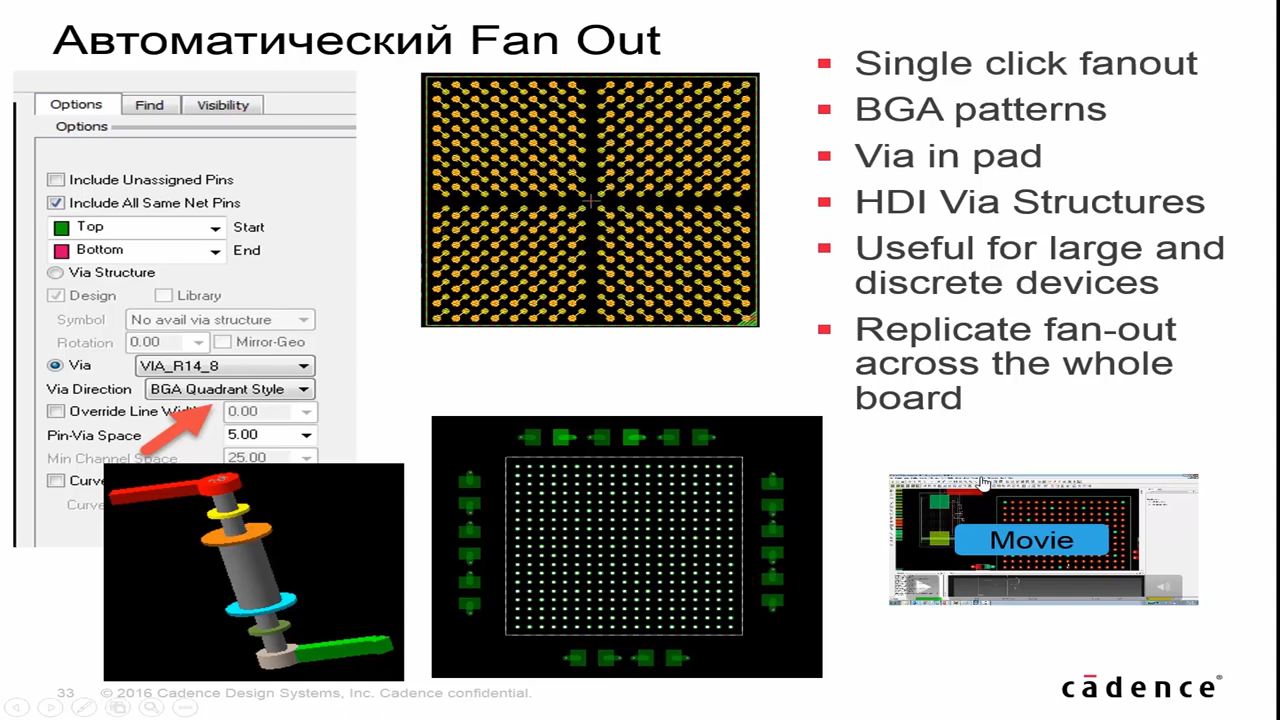 Автоматический Fan Out
Options
Find
Visibility
Options
Include Unassigned Pins
Include All Same Net Pins
Top
Start
Bottom
End
Via Structure
Design
Library
Symbol
No avail via structure
Rotation
0.00
Mirror-Geo
Via
VIA_R14_8
Via Direction
BGA Quadrant Style
Override Line Width
0.00
Pin-Via Space
5.00
Min Channel Space
25.00
Curve
Curve
Single click fanout
BGA patterns
Via in pad
HDI Via Structures
Useful for large and
discrete devices
Replicate fan-out
across the whole
board
Movie
33
© 2016 Cadence Design Systems, Inc. Cadence confidential.
cādence®